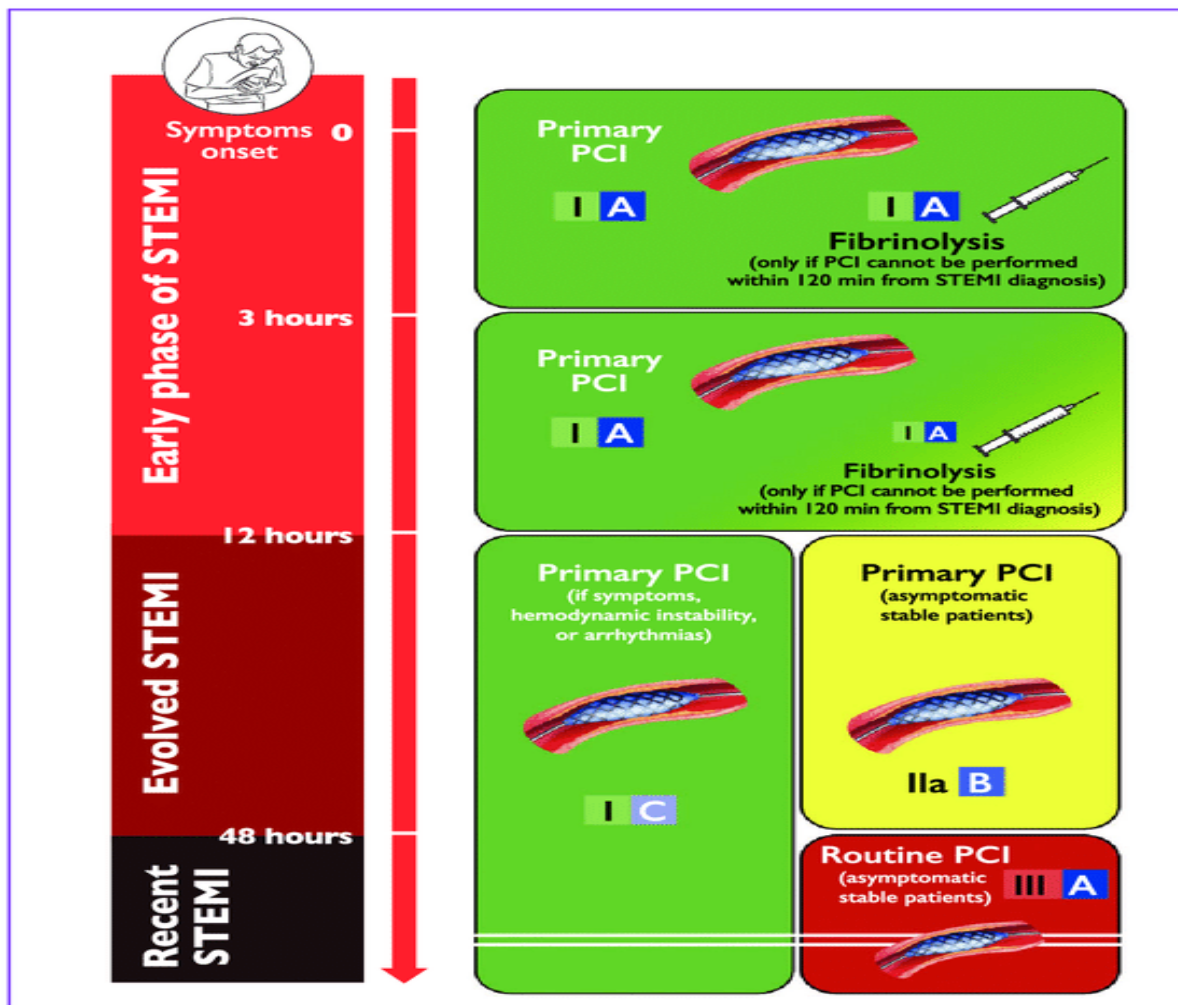 Symptoms
onset
0
Early phase of STEMI
3 hours
12 hours
Evolved STEMI
48 hours
Recent
STEMI
Primary
PCI
I A
I A
Fibrinolysis
(only if PCI cannot be performed
within 120 min from STEMI diagnosis)
Primary
PCI
I A
I A
Fibrinolysis
(only if PCI cannot be performed
within 120 min from STEMI diagnosis)
Primary PCI
(if symptoms,
hemodynamic instability,
or arrhythmias)
I C
Primary PCI
(asymptomatic
stable patients)
IIa B
Routine PCI
(asymptomatic
stable patients)
III A